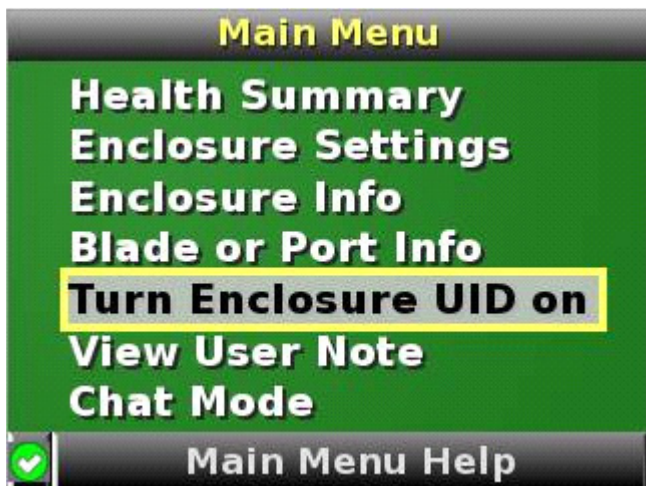 Main Menu
Health Summary
Enclosure Settings
Enclosure Info
Blade or Port Info
Turn Enclosure UID on
View User Note
Chat Mode
Main Menu Help